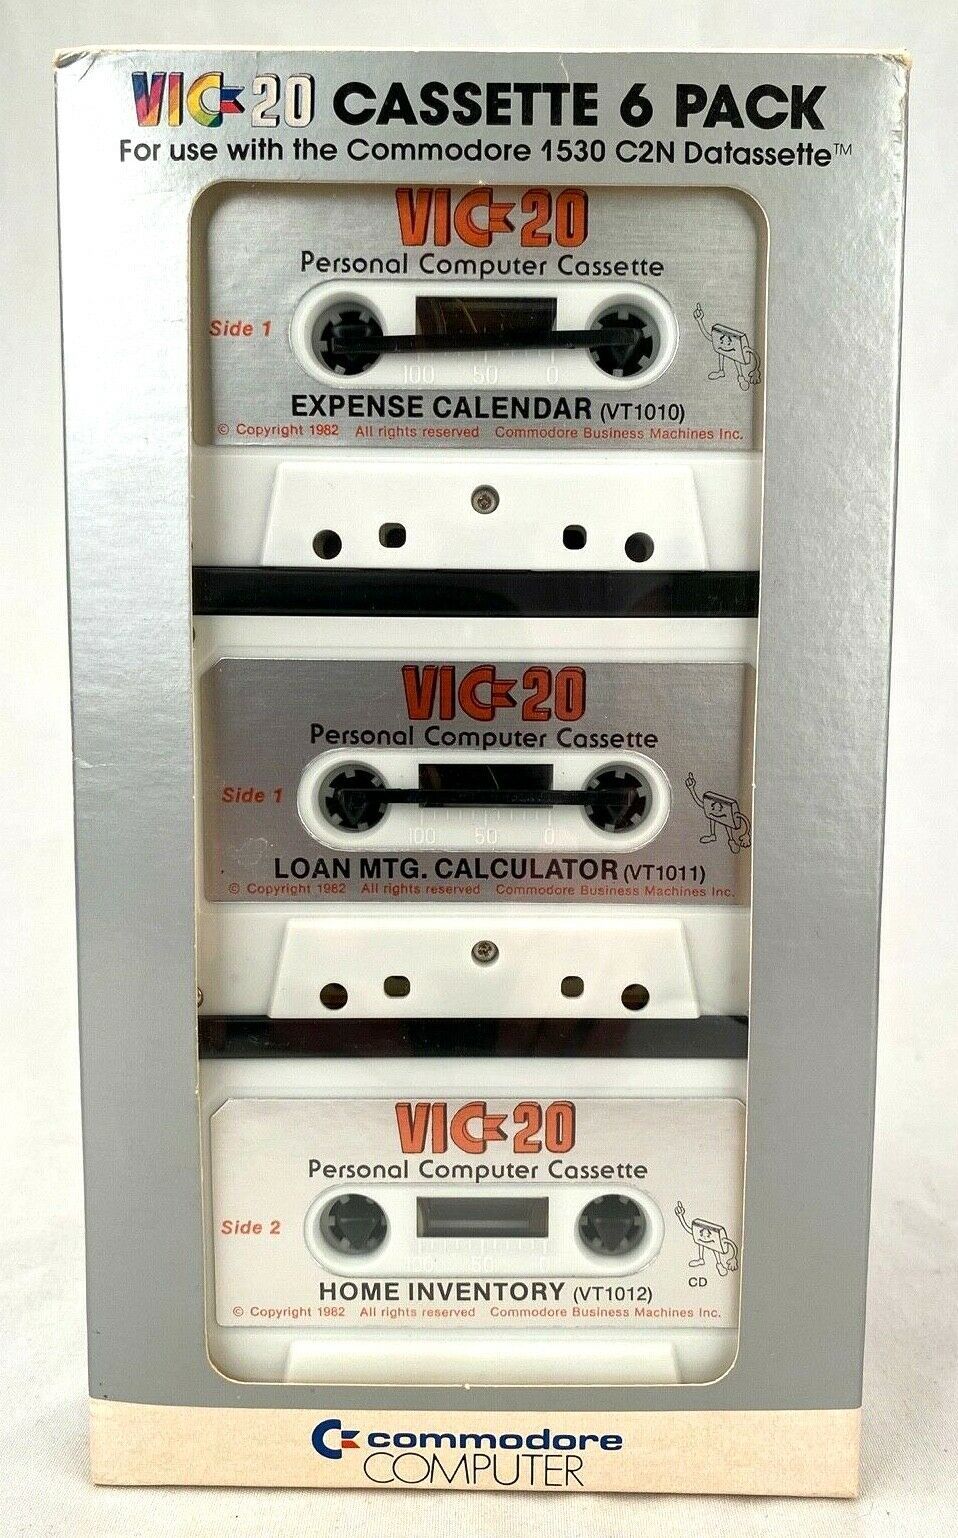 VIC-20 CASSETTE 6 PACK
For use with the Commodore 1530 C2N Datassette™
VIC-20
Personal Computer Cassette
Side 1
100 50 0
EXPENSE CALENDAR (VT1010)
© Copyright 1982 All rights reserved Commodore Business Machines Inc.
VIC-20
Personal Computer Cassette
Side 1
100 50 0
LOAN MTG. CALCULATOR (VT1011)
© Copyright 1982 All rights reserved Commodore Business Machines Inc.
VIC-20
Personal Computer Cassette
Side 2
100 50 0
CD
HOME INVENTORY (VT1012)
© Copyright 1982 All rights reserved Commodore Business Machines Inc.
commodore
COMPUTER